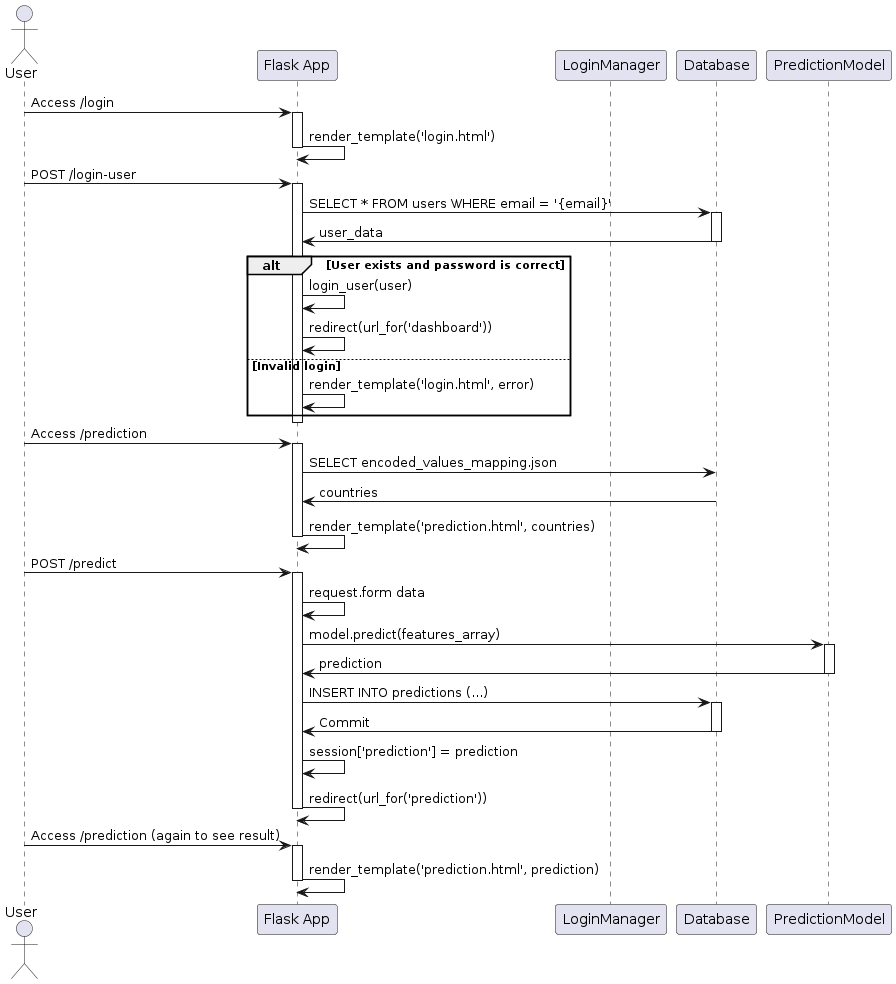 User
Flask App
LoginManager
Database
PredictionModel
Access /login
render_template('login.html')
POST /login-user
SELECT * FROM users WHERE email = '{email}'
user_data
alt [User exists and password is correct]
login_user(user)
redirect(url_for('dashboard'))
[Invalid login]
render_template('login.html', error)
Access /prediction
SELECT encoded_values_mapping.json
countries
render_template('prediction.html', countries)
POST /predict
request.form data
model.predict(features_array)
prediction
INSERT INTO predictions (...)
Commit
session['prediction'] = prediction
redirect(url_for('prediction'))
Access /prediction (again to see result)
render_template('prediction.html', prediction)
User
Flask App
LoginManager
Database
PredictionModel